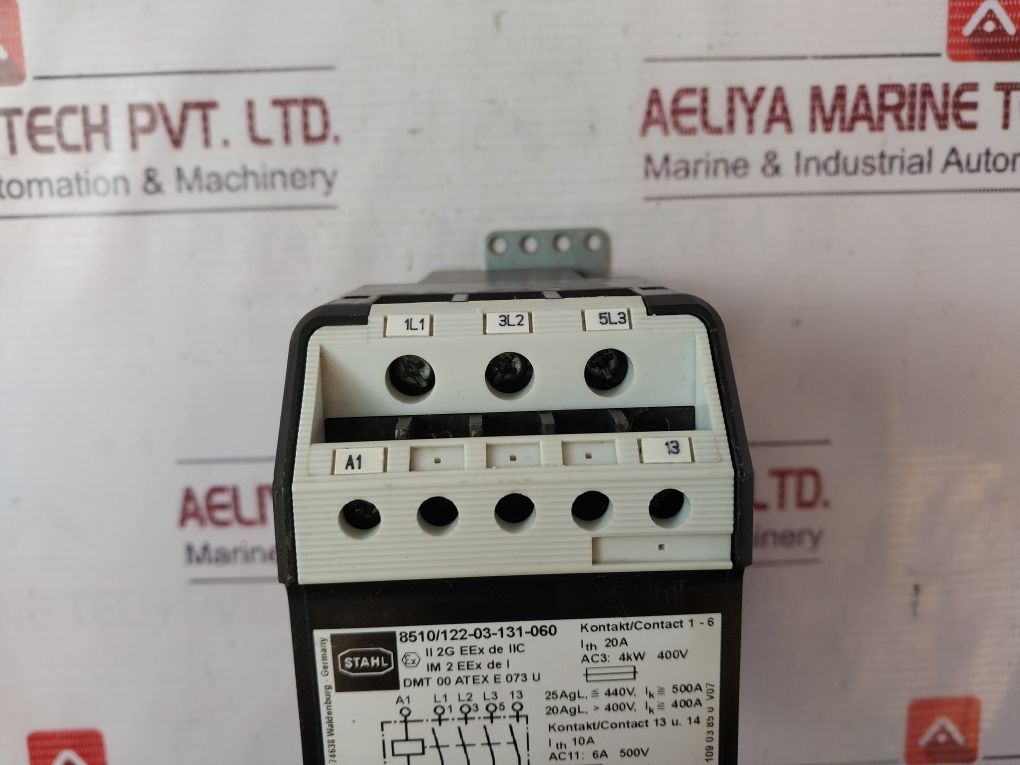 TECH PVT. LTD.
tomation & Machinery
AELIYA MARINE T
Marine & Industrial Autom
1L1
3L2
5L3
A1
13
AELIY
Marine
LTD.
chinery
STAHL
8510/122-03-131-060
Ex II 2G EEx de IIC
IM 2 EEx de I
DMT 00 ATEX E 073 U
A1 L1 L2 L3 13
1 3 5
Kontakt/Contact 1 - 6
Ith 20A
AC3: 4kW 400V
25AgL, ≦ 440V, Ik ≅ 500A
20AgL, > 400V, Ik ≅ 400A
Kontakt/Contact 13 u. 14
Ith 10A
AC11: 6A 500V
74638 Waldenburg · Germany
109 03 85 0 V07